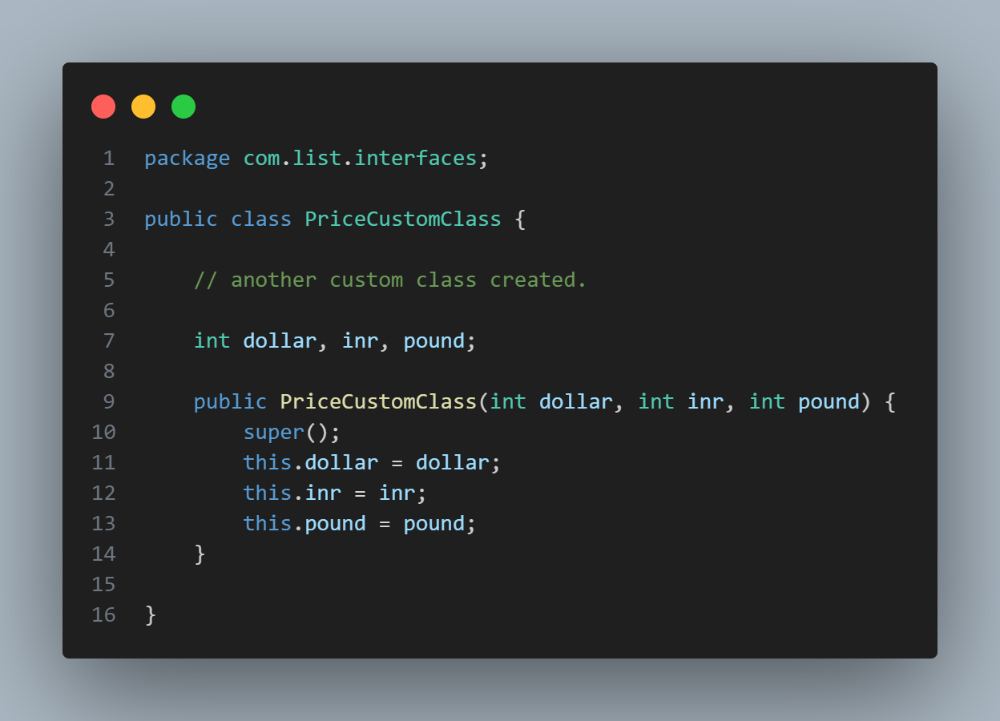 1 package com.list.interfaces;
2
3 public class PriceCustomClass {
4
5     // another custom class created.
6
7     int dollar, inr, pound;
8
9     public PriceCustomClass(int dollar, int inr, int pound) {
10         super();
11         this.dollar = dollar;
12         this.inr = inr;
13         this.pound = pound;
14     }
15
16 }